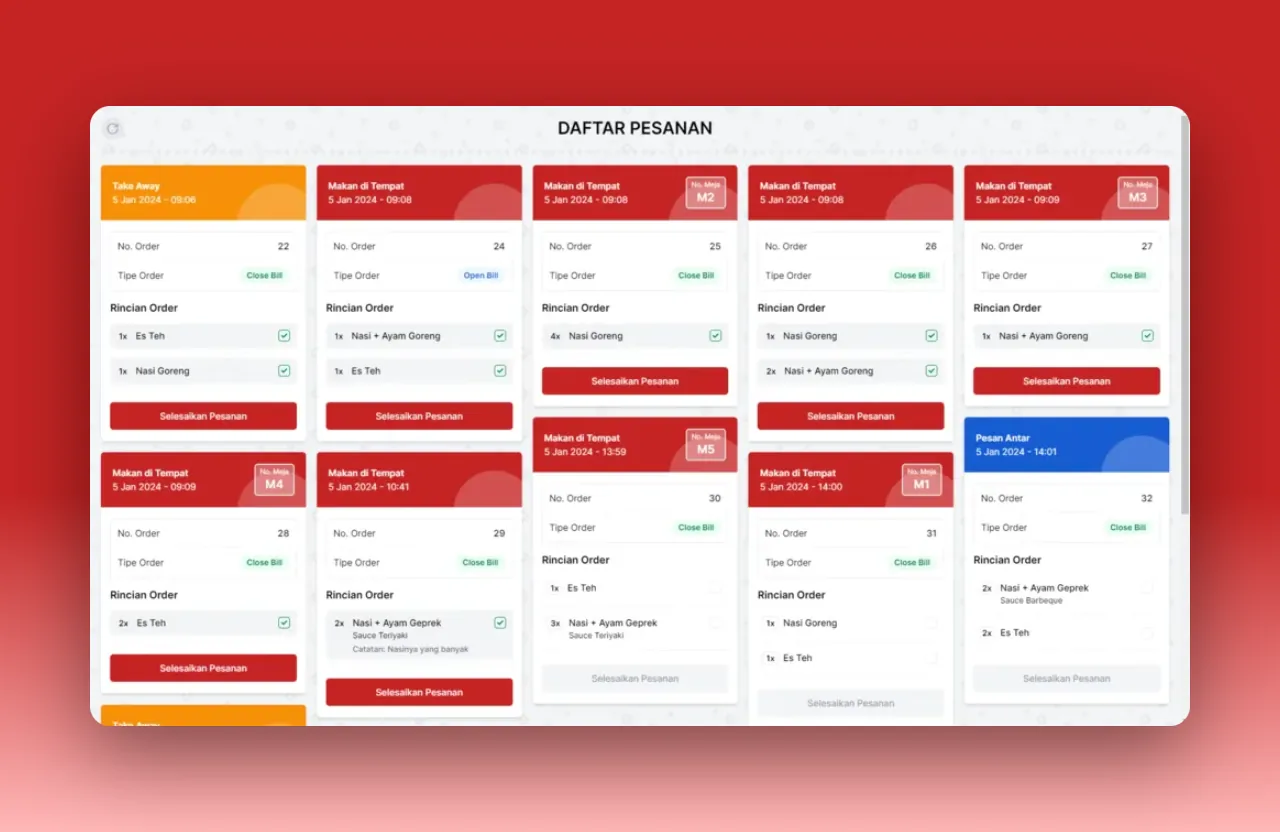 DAFTAR PESANAN
Take Away
5 Jan 2024 - 09:06
No. Order 22
Tipe Order Close Bill
Rincian Order
1x Es Teh
1x Nasi Goreng
Selesaikan Pesanan
Makan di Tempat
5 Jan 2024 - 09:08
No. Order 24
Tipe Order Open Bill
Rincian Order
1x Nasi + Ayam Goreng
1x Es Teh
Selesaikan Pesanan
Makan di Tempat
5 Jan 2024 - 09:08
No. Meja
M2
No. Order 25
Tipe Order Close Bill
Rincian Order
4x Nasi Goreng
Selesaikan Pesanan
Makan di Tempat
5 Jan 2024 - 09:08
No. Order 26
Tipe Order Close Bill
Rincian Order
1x Nasi Goreng
2x Nasi + Ayam Goreng
Selesaikan Pesanan
Makan di Tempat
5 Jan 2024 - 09:09
No. Meja
M3
No. Order 27
Tipe Order Close Bill
Rincian Order
1x Nasi + Ayam Goreng
Selesaikan Pesanan
Makan di Tempat
5 Jan 2024 - 09:09
No. Meja
M4
No. Order 28
Tipe Order Close Bill
Rincian Order
2x Es Teh
Selesaikan Pesanan
Makan di Tempat
5 Jan 2024 - 10:41
No. Order 29
Tipe Order Close Bill
Rincian Order
2x Nasi + Ayam Geprek
Sauce Teriyaki
Catatan: Nasinya yang banyak
Selesaikan Pesanan
Makan di Tempat
5 Jan 2024 - 13:59
No. Meja
M5
No. Order 30
Tipe Order Close Bill
Rincian Order
1x Es Teh
3x Nasi + Ayam Geprek
Sauce Teriyaki
Selesaikan Pesanan
Makan di Tempat
5 Jan 2024 - 14:00
No. Meja
M1
No. Order 31
Tipe Order Close Bill
Rincian Order
1x Nasi Goreng
1x Es Teh
Selesaikan Pesanan
Pesan Antar
5 Jan 2024 - 14:01
No. Order 32
Tipe Order Close Bill
Rincian Order
2x Nasi + Ayam Geprek
Sauce Barbeque
2x Es Teh
Selesaikan Pesanan
Take Away